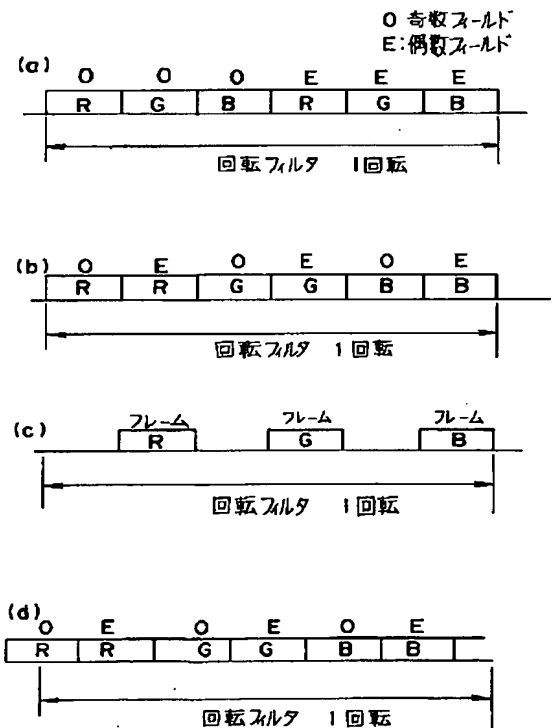 O 奇数フィールド
E:偶数フィールド
(a)
O O O E E E
R G B R G B
回転フィルタ 1回転
(b)
O E O E O E
R R G G B B
回転フィルタ 1回転
(c)
フレーム フレーム フレーム
R G B
回転フィルタ 1回転
(d)
O E O E O E
R R G G B B
回転フィルタ 1回転